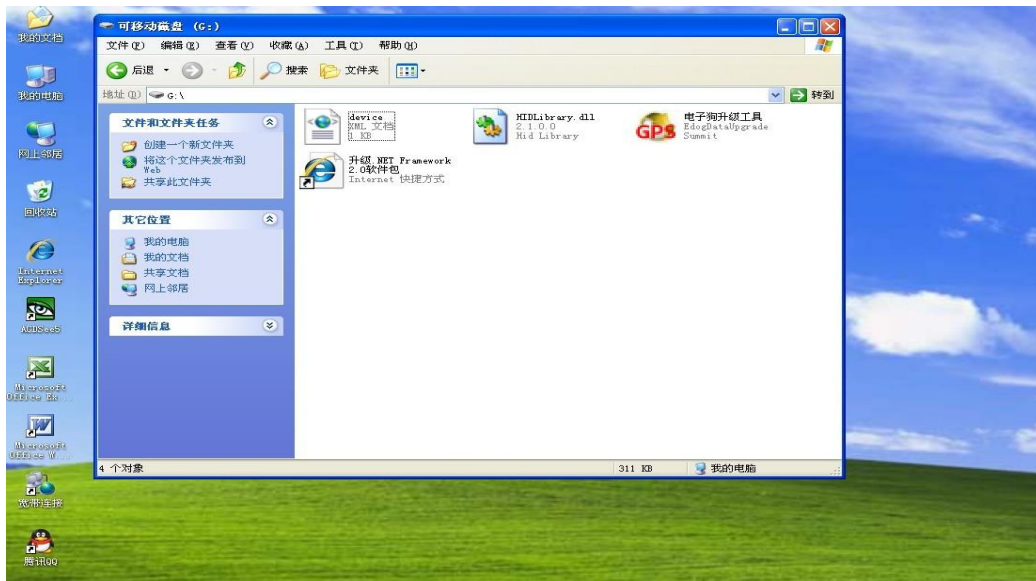 我的文档
我的电脑
网上邻居
回收站
Internet
Explorer
ACDSee5
Microsoft
Office Ex...
Microsoft
Office W...
宽带连接
腾讯QQ
可移动磁盘 (G:)
文件(F) 编辑(E) 查看(V) 收藏(A) 工具(T) 帮助(H)
后退 搜索 文件夹
地址(D) G:\ 转到
文件和文件夹任务
创建一个新文件夹
将这个文件夹发布到
Web
共享此文件夹
其它位置
我的电脑
我的文档
共享文档
网上邻居
详细信息
device
XML 文档
1 KB
HIDLibrary.dll
2.1.0.0
Hid Library
GPS
电子狗升级工具
EdogDataUpgrade
Summit
升级.NET Framework
2.0软件包
Internet 快捷方式
4 个对象 311 KB 我的电脑